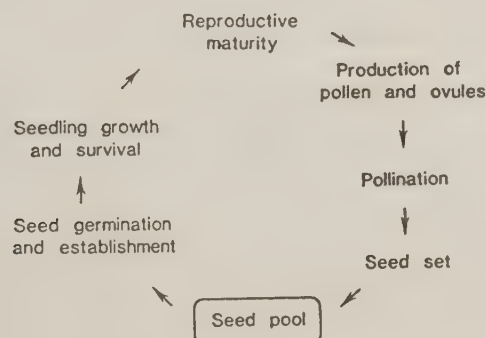 Reproductive
maturity
Production of
pollen and ovules
Pollination
Seed set
Seed pool
Seed germination
and establishment
Seedling growth
and survival